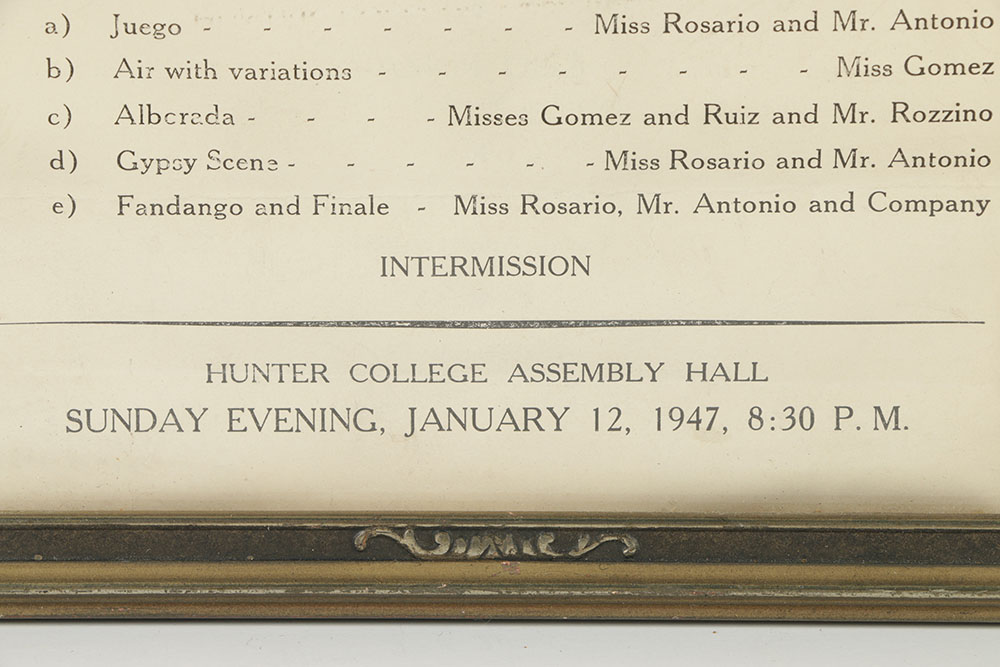 a) Juego - - - - - - - Miss Rosario and Mr. Antonio
b) Air with variations - - - - - - - - Miss Gomez
c) Alborada - - - - Misses Gomez and Ruiz and Mr. Rozzino
d) Gypsy Scene - - - - - - Miss Rosario and Mr. Antonio
e) Fandango and Finale - Miss Rosario, Mr. Antonio and Company
INTERMISSION
HUNTER COLLEGE ASSEMBLY HALL
SUNDAY EVENING, JANUARY 12, 1947, 8:30 P. M.